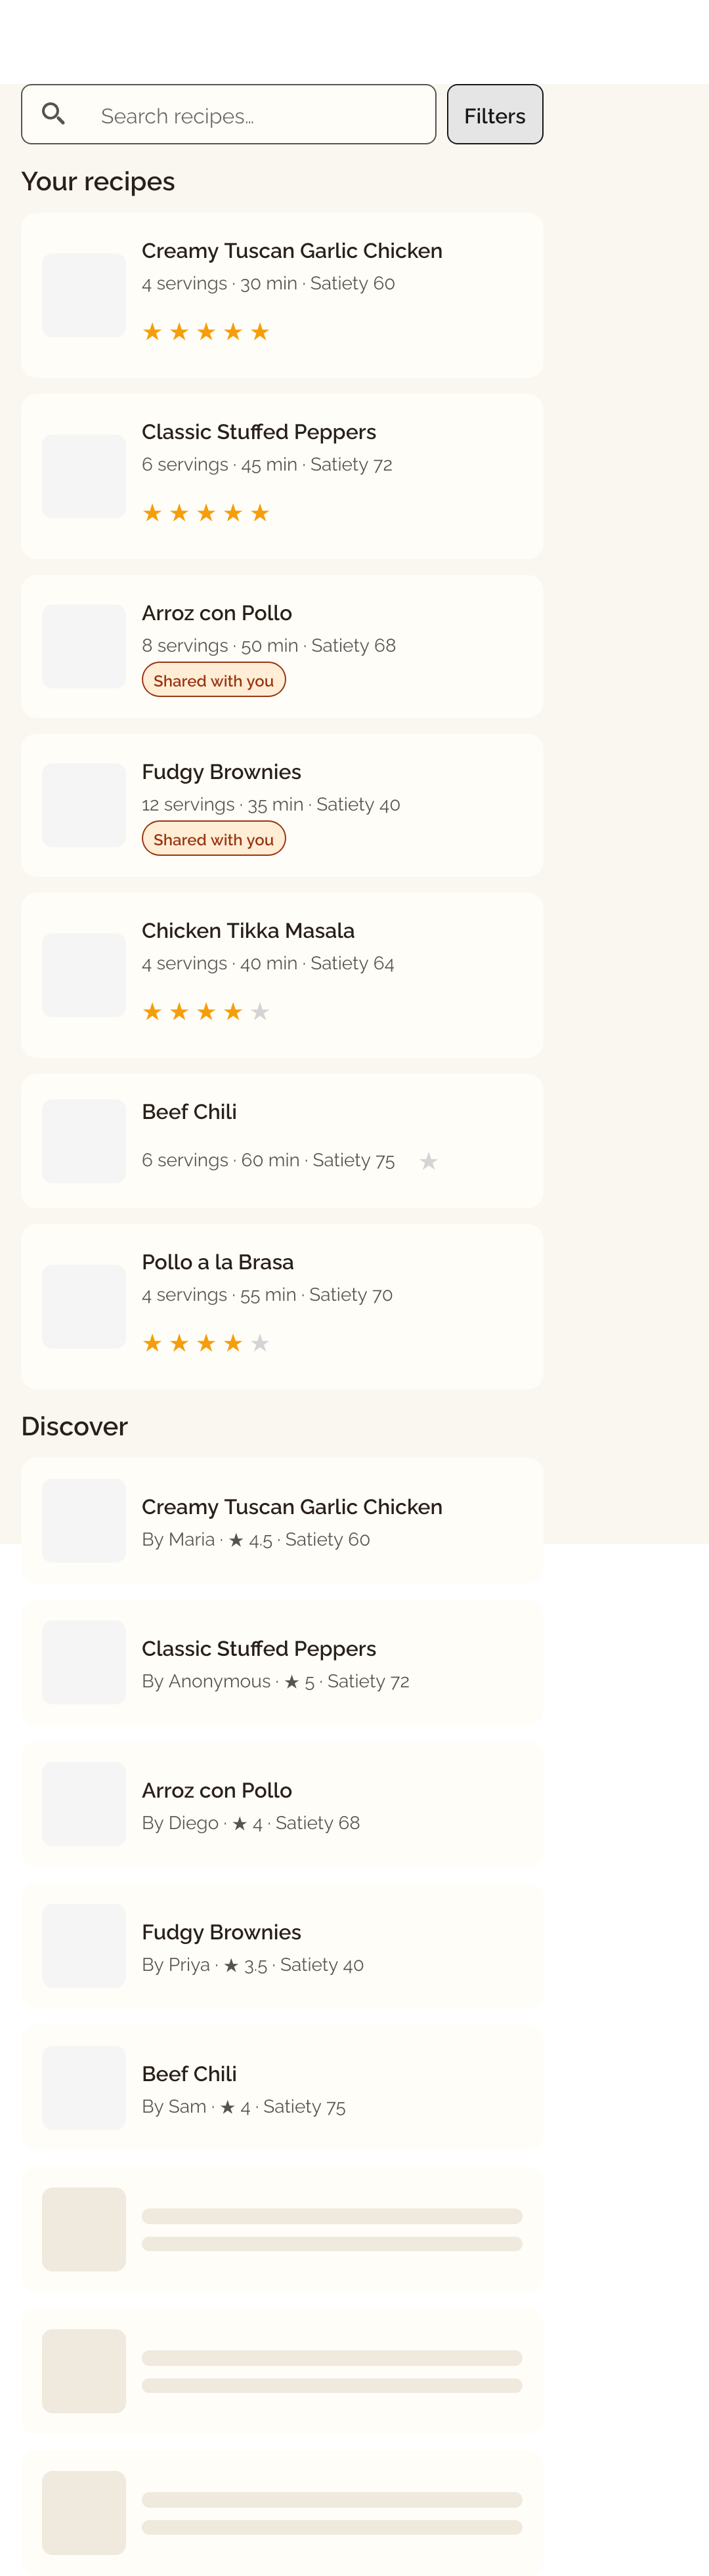 Search recipes…
Filters
Your recipes
Creamy Tuscan Garlic Chicken
4 servings · 30 min · Satiety 60
★ ★ ★ ★ ★
Classic Stuffed Peppers
6 servings · 45 min · Satiety 72
★ ★ ★ ★ ★
Arroz con Pollo
8 servings · 50 min · Satiety 68
Shared with you
Fudgy Brownies
12 servings · 35 min · Satiety 40
Shared with you
Chicken Tikka Masala
4 servings · 40 min · Satiety 64
★ ★ ★ ★ ★
Beef Chili
6 servings · 60 min · Satiety 75 ★
Pollo a la Brasa
4 servings · 55 min · Satiety 70
★ ★ ★ ★ ★
Discover
Creamy Tuscan Garlic Chicken
By Maria · ★ 4.5 · Satiety 60
Classic Stuffed Peppers
By Anonymous · ★ 5 · Satiety 72
Arroz con Pollo
By Diego · ★ 4 · Satiety 68
Fudgy Brownies
By Priya · ★ 3.5 · Satiety 40
Beef Chili
By Sam · ★ 4 · Satiety 75